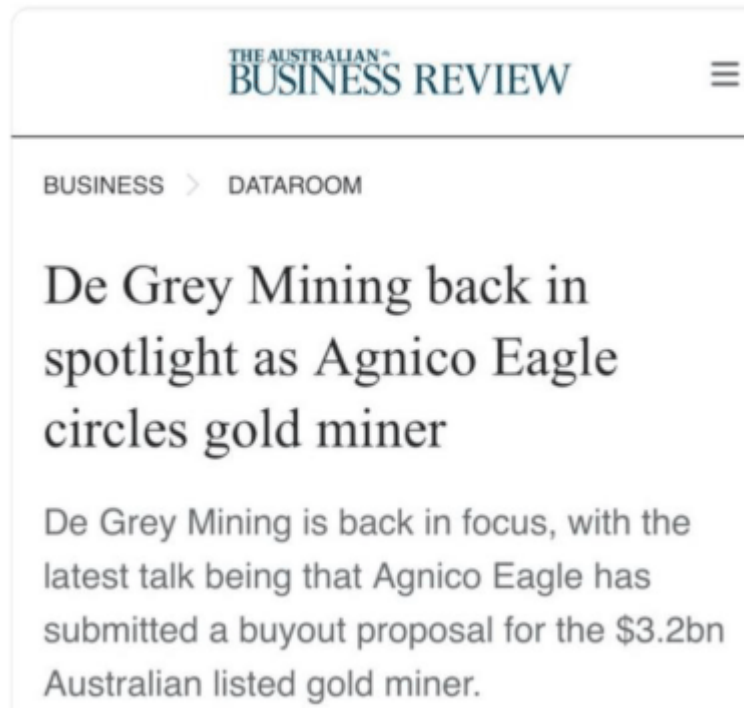 THE AUSTRALIAN
BUSINESS REVIEW
BUSINESS > DATAROOM
De Grey Mining back in
spotlight as Agnico Eagle
circles gold miner
De Grey Mining is back in focus, with the
latest talk being that Agnico Eagle has
submitted a buyout proposal for the $3.2bn
Australian listed gold miner.